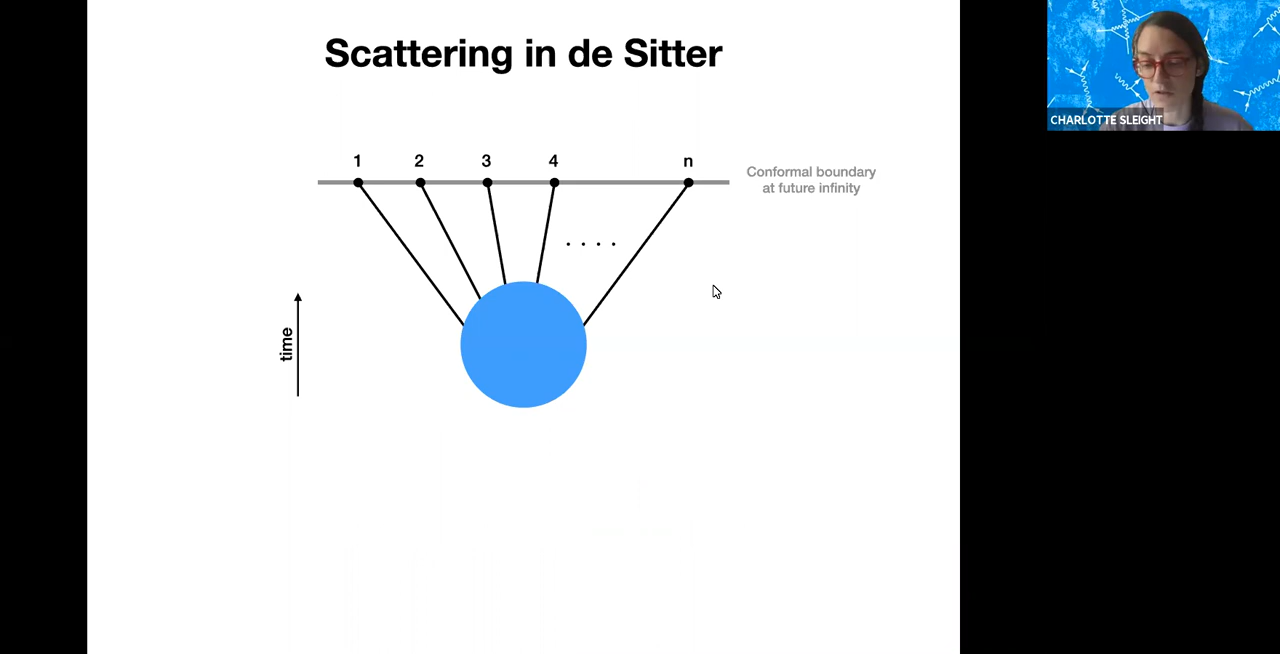 Scattering in de Sitter
1 2 3 4 n
Conformal boundary
at future infinity
. . . .
time
CHARLOTTE SLEIGHT